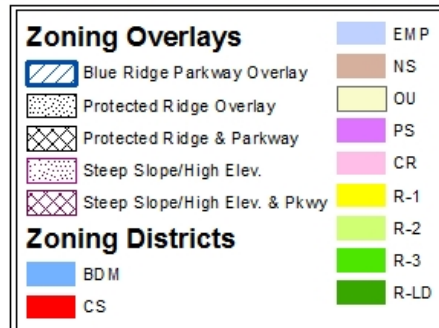 Zoning Overlays
Blue Ridge Parkway Overlay
Protected Ridge Overlay
Protected Ridge & Parkway
Steep Slope/High Elev.
Steep Slope/High Elev. & Pkwy
Zoning Districts
BDM
CS
EMP
NS
OU
PS
CR
R-1
R-2
R-3
R-LD